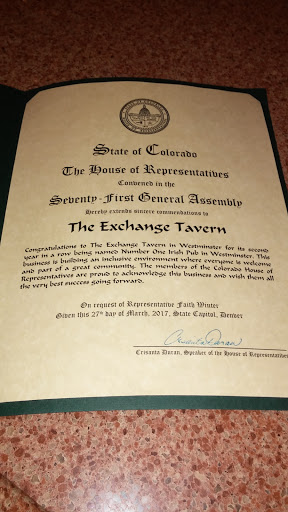 State of Colorado
The House of Representatives
Convened in the
Seventy-First General Assembly
Hereby extends sincere commendations to
The Exchange Tavern
Congratulations to The Exchange Tavern in Westminster for its second
year in a row being named Number One Irish Pub in Westminster. This
business is building an inclusive environment where everyone is welcome
and part of a great community. The members of the Colorado House of
Representatives are proud to acknowledge this business and wish them all
the very best success going forward.
On request of Representative Faith Winter
Given this 27th day of March, 2017, State Capitol, Denver
Crisanta Duran
Crisanta Duran, Speaker of the House of Representatives